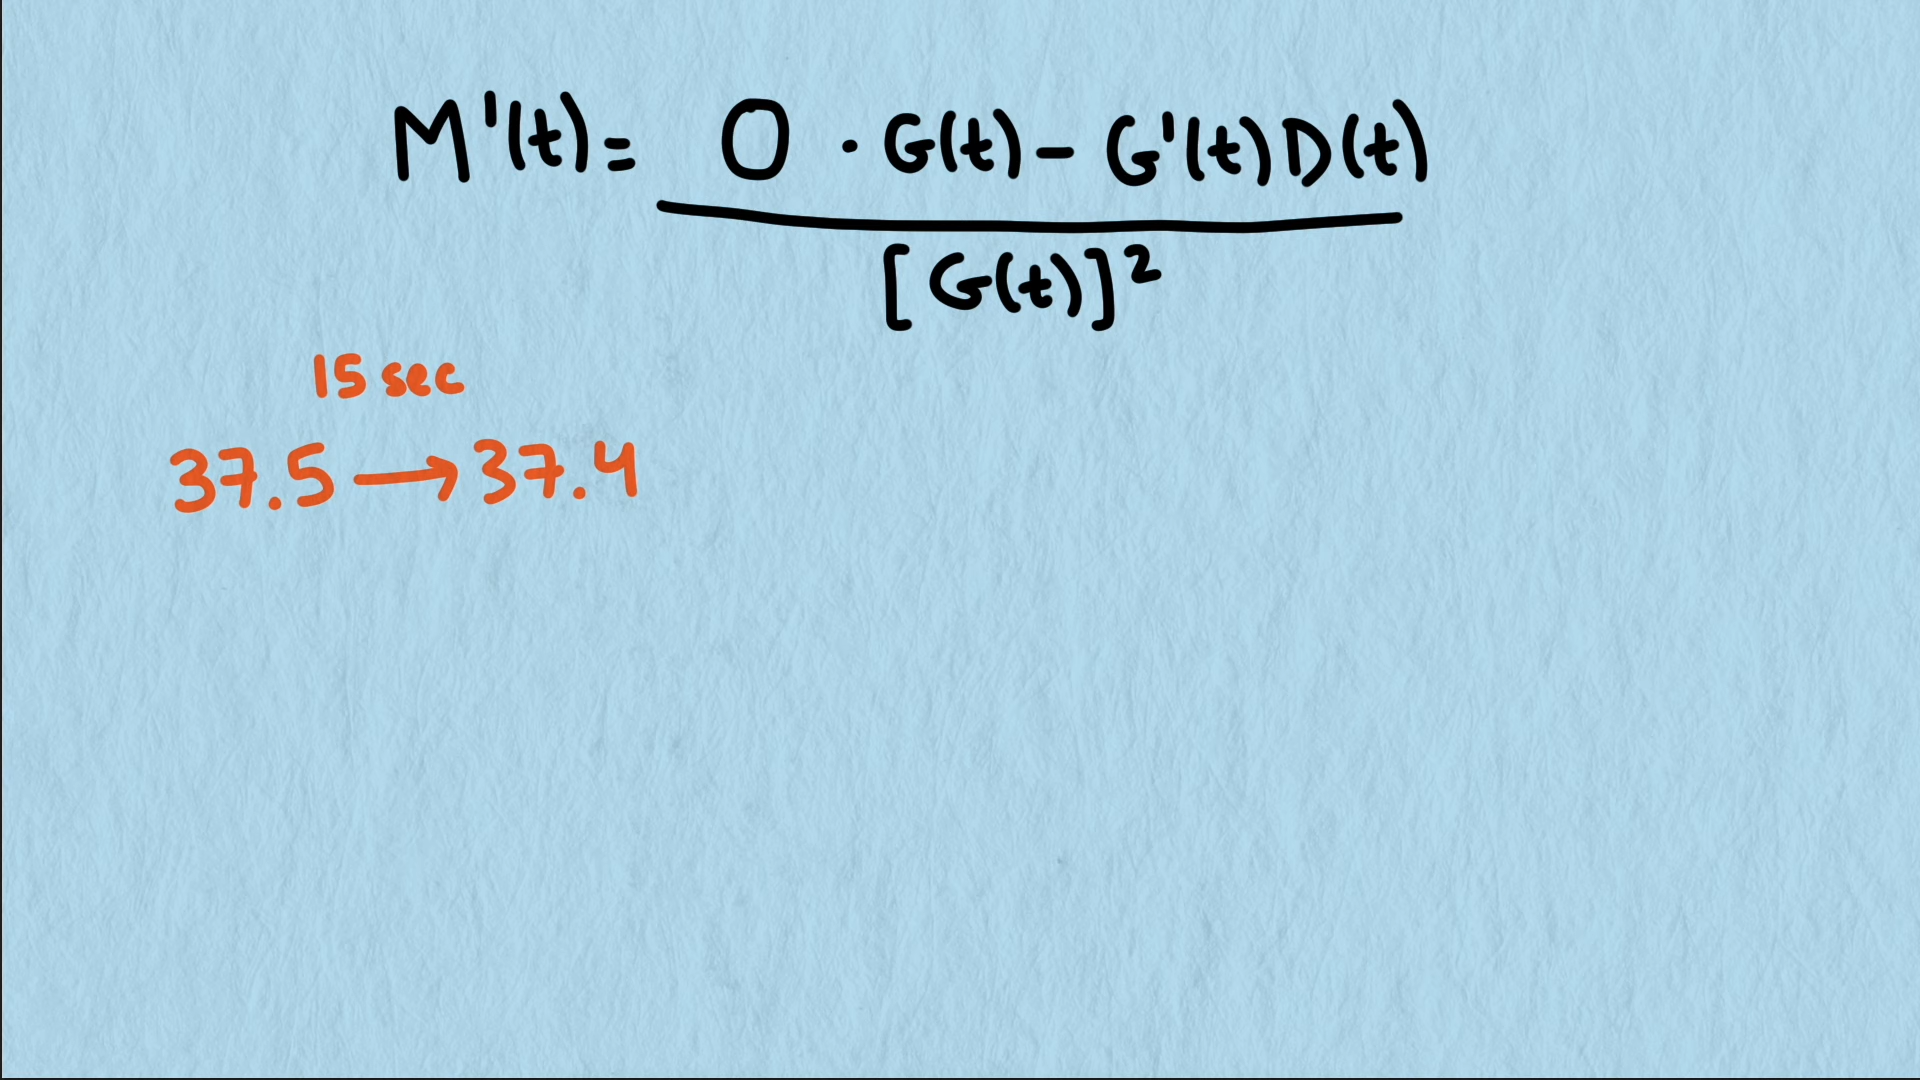 M'(t) = 0 · G(t) - G'(t)D(t)
[G(t)]²
15 sec
37.5 → 37.4